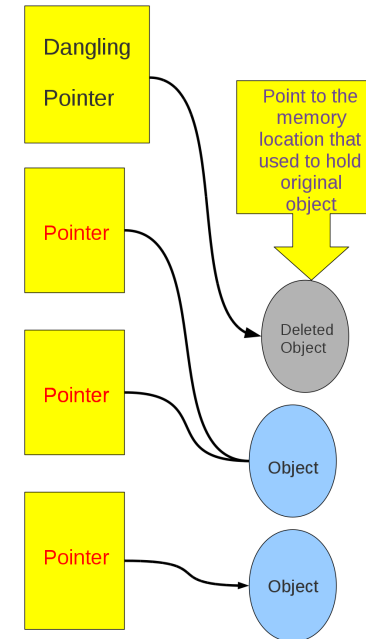 Dangling
Pointer
Point to the
memory
location that
used to hold
original
object
Pointer
Deleted
Object
Pointer
Object
Pointer
Object